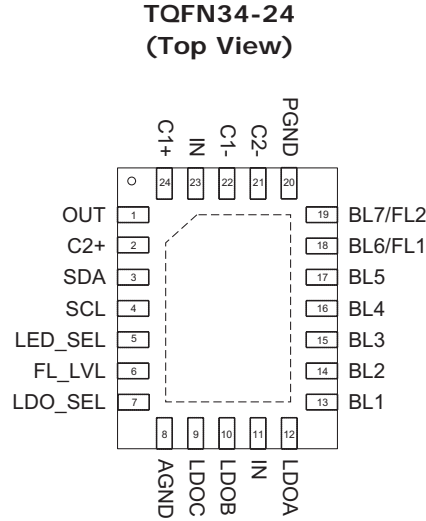 TQFN34-24
(Top View)
C1+
IN
C1-
C2-
PGND
24
23
22
21
20
OUT 1
C2+ 2
SDA 3
SCL 4
LED_SEL 5
FL_LVL 6
LDO_SEL 7
19 BL7/FL2
18 BL6/FL1
17 BL5
16 BL4
15 BL3
14 BL2
13 BL1
8
9
10
11
12
AGND
LDOC
LDOB
IN
LDOA